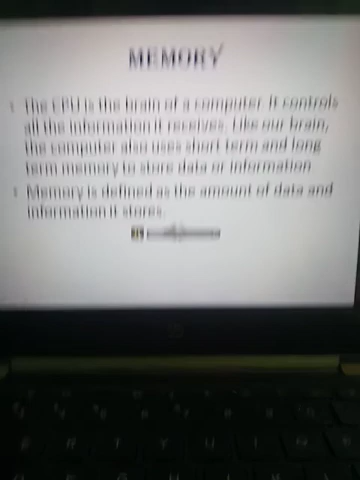 MEMORY
The CPU is the brain of a computer. It controls
all the information it receives. Like our brain,
the computer also uses short term and long
term memory to store data or information
Memory is defined as the amount of data and
information it stores.
E R T Y U I